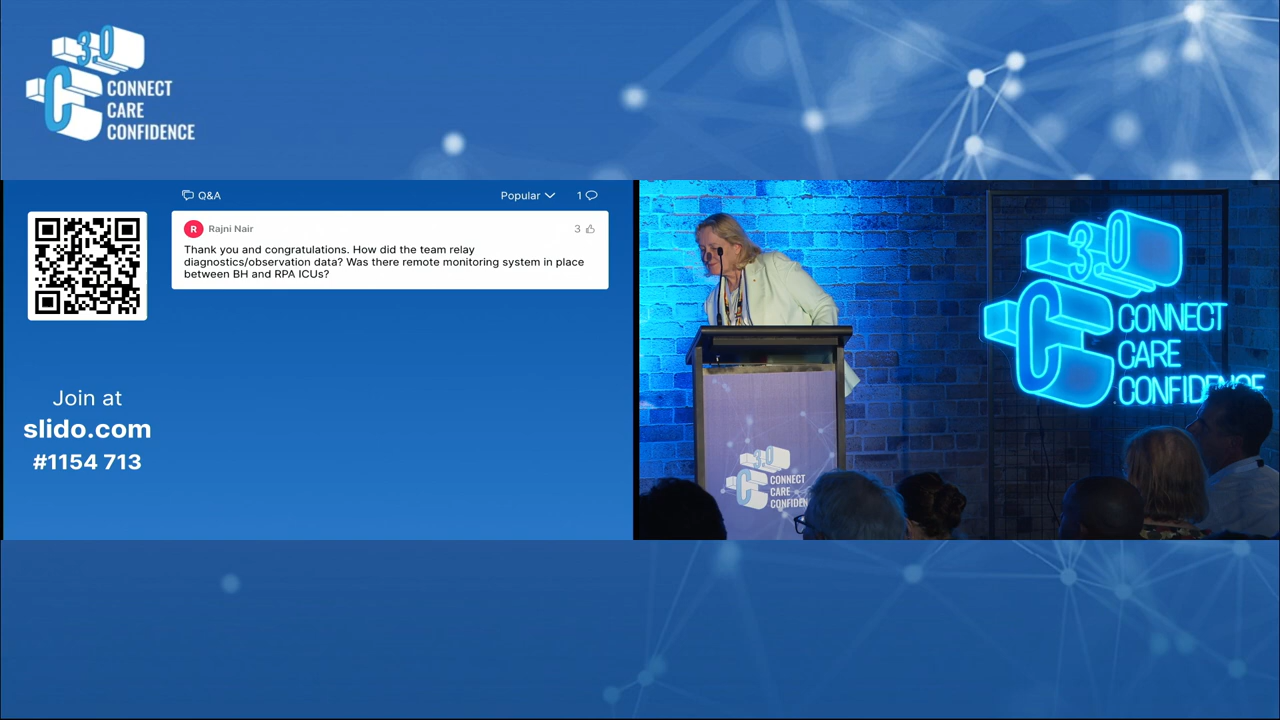 3.0
C CONNECT
CARE
CONFIDENCE
Q&A
Popular
1
R Rajni Nair
3
Thank you and congratulations. How did the team relay
diagnostics/observation data? Was there remote monitoring system in place
between BH and RPA ICUs?
Join at
slido.com
#1154 713
3.0
C CONNECT
CARE
CONFIDENCE
3.0
C CONNECT
CARE
CONFIDEN